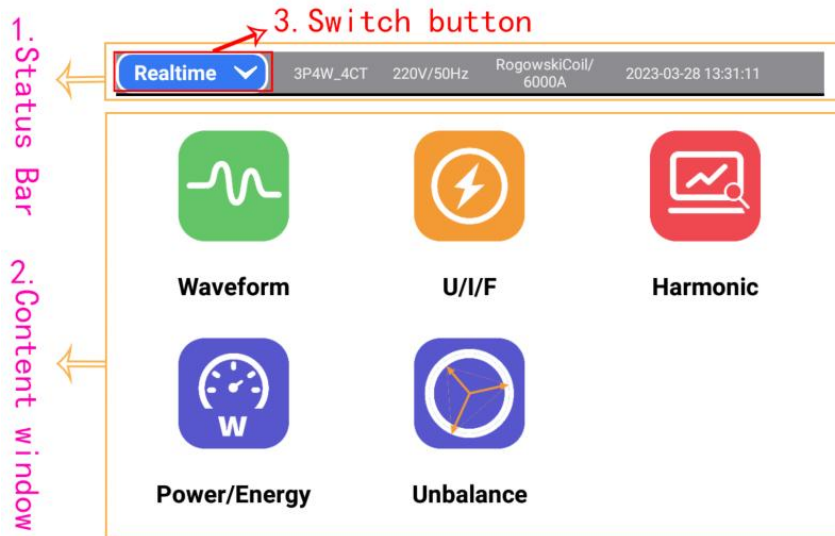 3. Switch button
1:Status Bar
Realtime
3P4W_4CT
220V/50Hz
RogowskiCoil/
6000A
2023-03-28 13:31:11
2:Content window
Waveform
U/I/F
Harmonic
W
Power/Energy
Unbalance